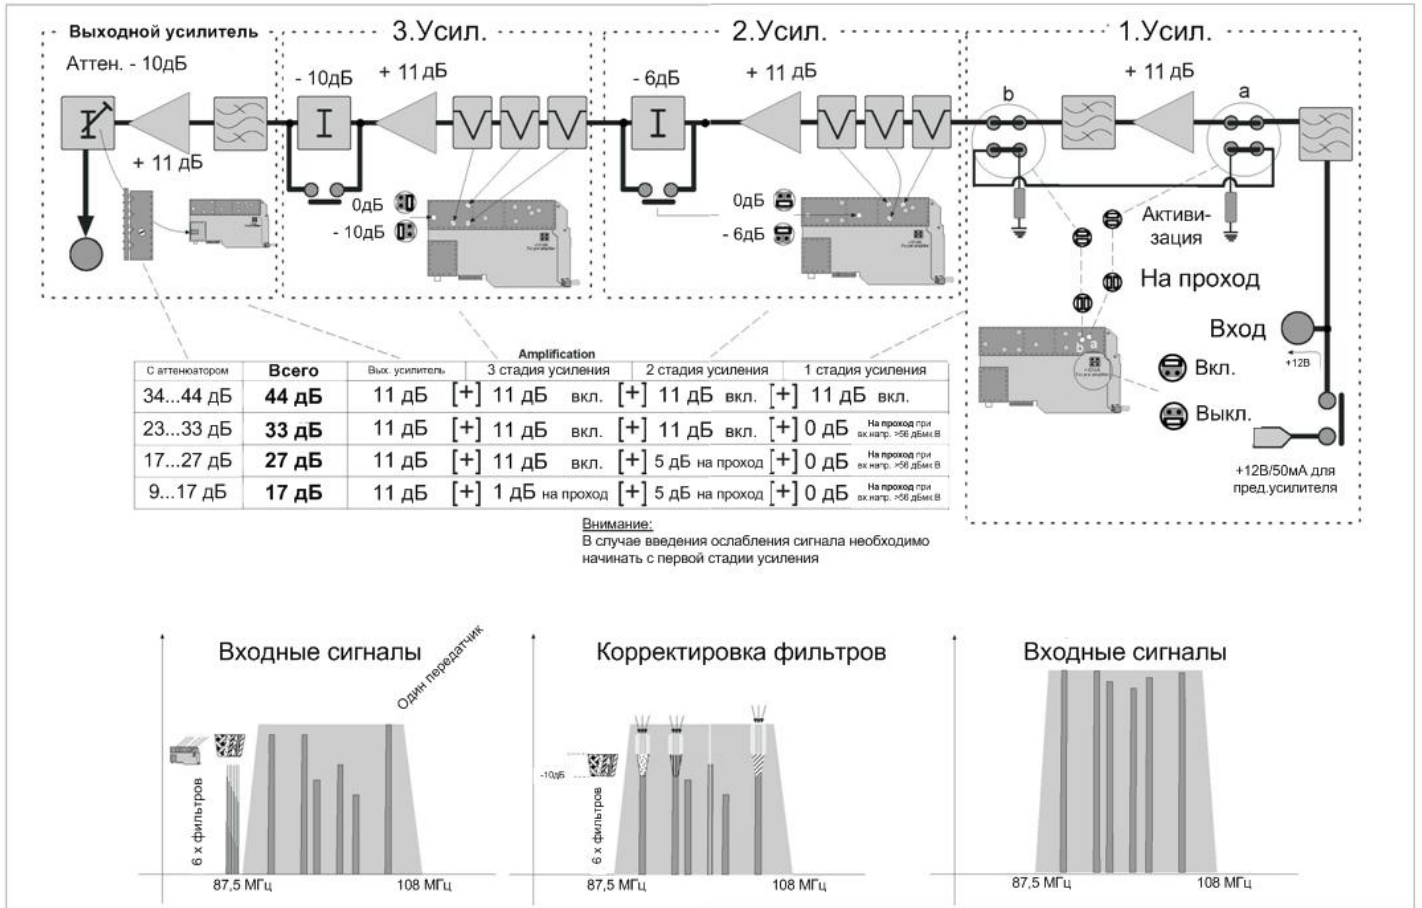 Выходной усилитель
3.Усил.
2.Усил.
1.Усил.
Аттен. - 10дБ
- 10дБ
+ 11 дБ
- 6дБ
+ 11 дБ
+ 11 дБ
b
a
+ 11 дБ
0дБ
- 10дБ
0дБ
- 6дБ
Активи-
зация
На проход
Вход
+12В
b a
Вкл.
Выкл.
+12В/50мА для
пред.усилителя
Amplification
С аттенюатором Всего Вых. усилитель 3 стадия усиления 2 стадия усиления 1 стадия усиления
34...44 дБ 44 дБ 11 дБ [+] 11 дБ вкл. [+] 11 дБ вкл. [+] 11 дБ вкл.
23...33 дБ 33 дБ 11 дБ [+] 11 дБ вкл. [+] 11 дБ вкл. [+] 0 дБ На проход при
вх.напр. >56 дБмкВ
17...27 дБ 27 дБ 11 дБ [+] 11 дБ вкл. [+] 5 дБ на проход [+] 0 дБ На проход при
вх.напр. >56 дБмкВ
9...17 дБ 17 дБ 11 дБ [+] 1 дБ на проход [+] 5 дБ на проход [+] 0 дБ На проход при
вх.напр. >56 дБмкВ
Внимание:
В случае введения ослабления сигнала необходимо
начинать с первой стадии усиления
Входные сигналы
Один передатчик
6 x фильтров
87,5 МГц
108 МГц
Корректировка фильтров
-10дБ
6 x фильтров
87,5 МГц
108 МГц
Входные сигналы
87,5 МГц
108 МГц